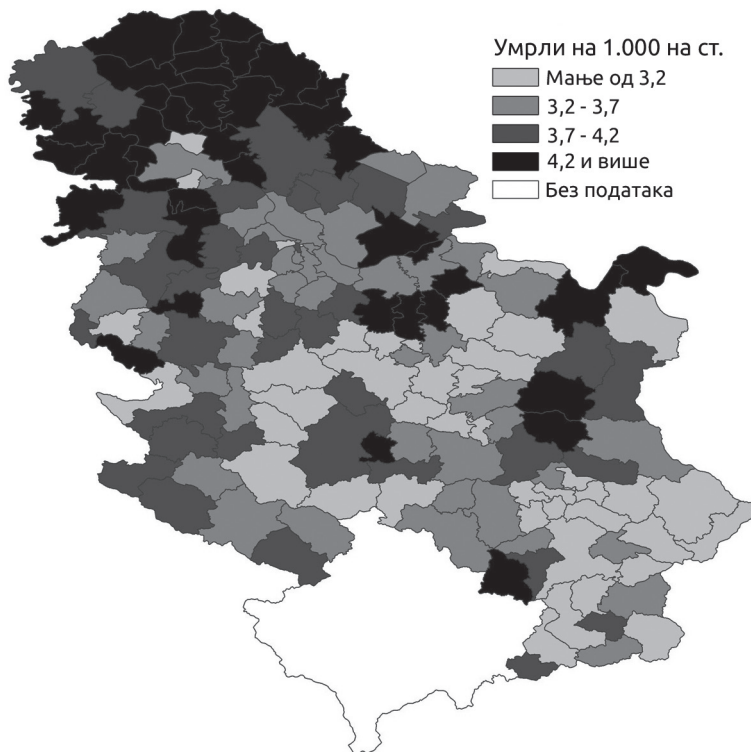 Умрли на 1.000 на ст.
Мање од 3,2
3,2 - 3,7
3,7 - 4,2
4,2 и више
Без података